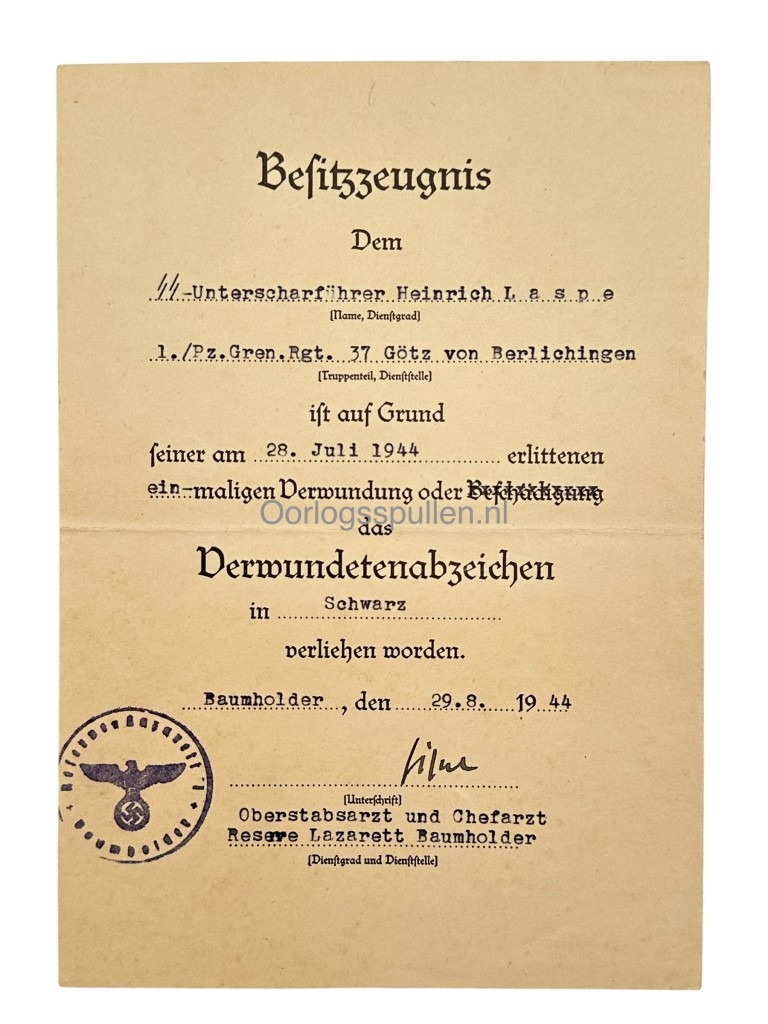 Besitzzeugnis
Dem
SS-Unterscharführer Heinrich L a s p e
(Name, Dienstgrad)
1./Pz.Gren.Rgt. 37 Götz von Berlichingen
(Truppenteil, Dienststelle)
ist auf Grund
seiner am 28. Juli 1944 erlittenen
ein-maligen Verwundung oder Beschädigung
Oorlogsspullen.nl
das
Verwundetenabzeichen
in Schwarz
verliehen worden.
Baumholder, den 29.8. 1944
(Unterschrift)
Oberstabsarzt und Chefarzt
Reserve Lazarett Baumholder
(Dienstgrad und Dienststelle)
Baumholder